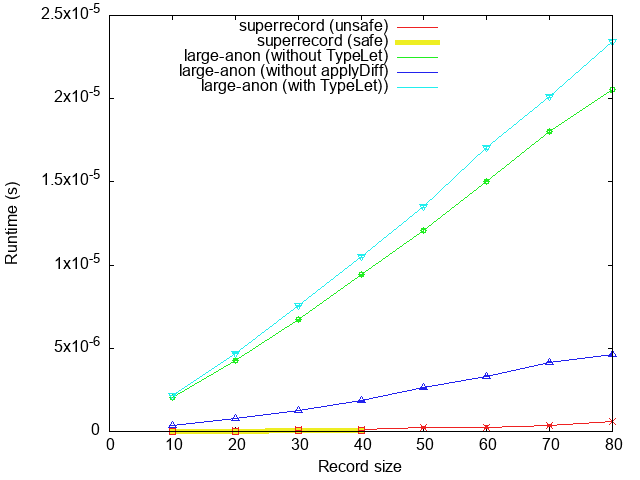 2.5x10-5
superrecord (unsafe)
superrecord (safe)
large-anon (without TypeLet)
large-anon (without applyDiff)
large-anon (with TypeLet))
2x10-5
1.5x10-5
1x10-5
5x10-6
0
Runtime (s)
0 10 20 30 40 50 60 70 80
Record size